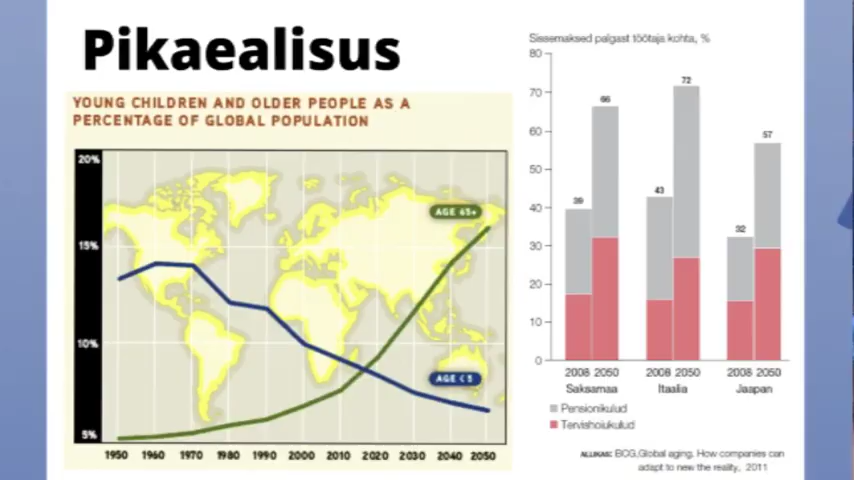 Pikaealisus
YOUNG CHILDREN AND OLDER PEOPLE AS A
PERCENTAGE OF GLOBAL POPULATION
20%
15%
10%
5%
AGE 65+
AGE < 5
1950 1960 1970 1980 1990 2000 2010 2020 2030 2040 2050
Sissemaksed palgast töötaja kohta, %
80
70
60
50
40
30
20
10
0
39
66
43
72
32
57
2008 2050 2008 2050 2008 2050
Saksamaa Itaalia Jaapan
Pensionikulud
Tervishoiukulud
ALLIKAS: BCG,Global aging. How companies can
adapt to new the reality, 2011